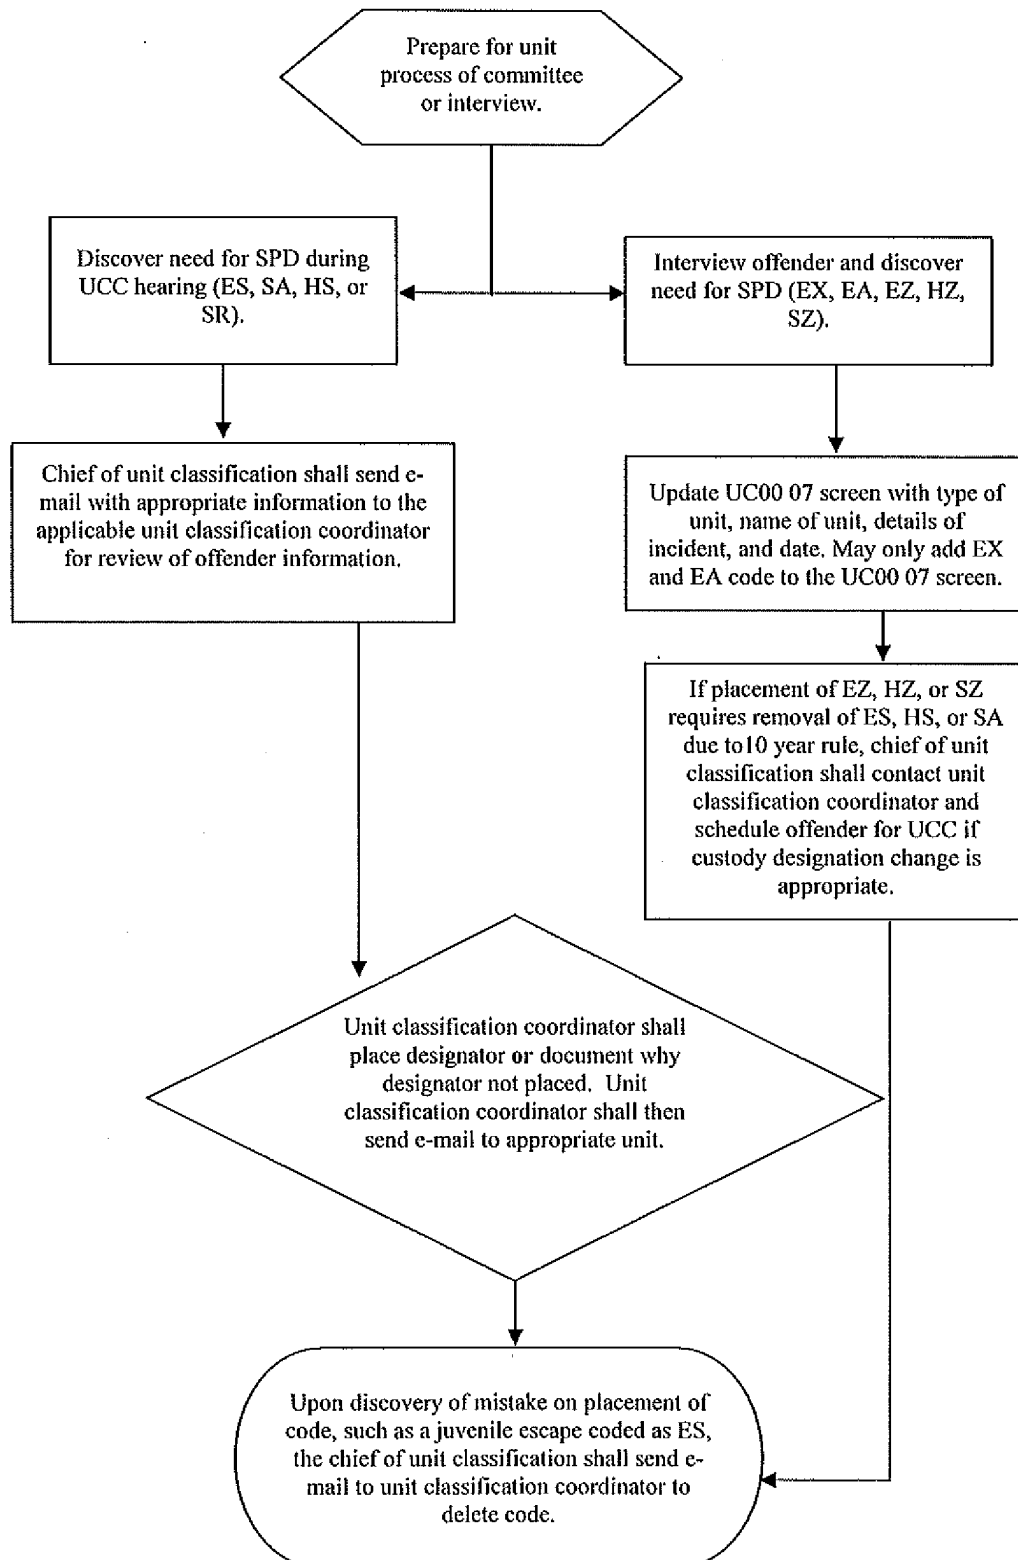 Prepare for unit
process of committee
or interview.
Discover need for SPD during
UCC hearing (ES, SA, HS, or
SR).
Interview offender and discover
need for SPD (EX, EA, EZ, HZ,
SZ).
Chief of unit classification shall send e-
mail with appropriate information to the
applicable unit classification coordinator
for review of offender information.
Update UC00 07 screen with type of
unit, name of unit, details of
incident, and date. May only add EX
and EA code to the UC00 07 screen.
If placement of EZ, HZ, or SZ
requires removal of ES, HS, or SA
due to10 year rule, chief of unit
classification shall contact unit
classification coordinator and
schedule offender for UCC if
custody designation change is
appropriate.
Unit classification coordinator shall
place designator or document why
designator not placed. Unit
classification coordinator shall then
send e-mail to appropriate unit.
Upon discovery of mistake on placement of
code, such as a juvenile escape coded as ES,
the chief of unit classification shall send e-
mail to unit classification coordinator to
delete code.